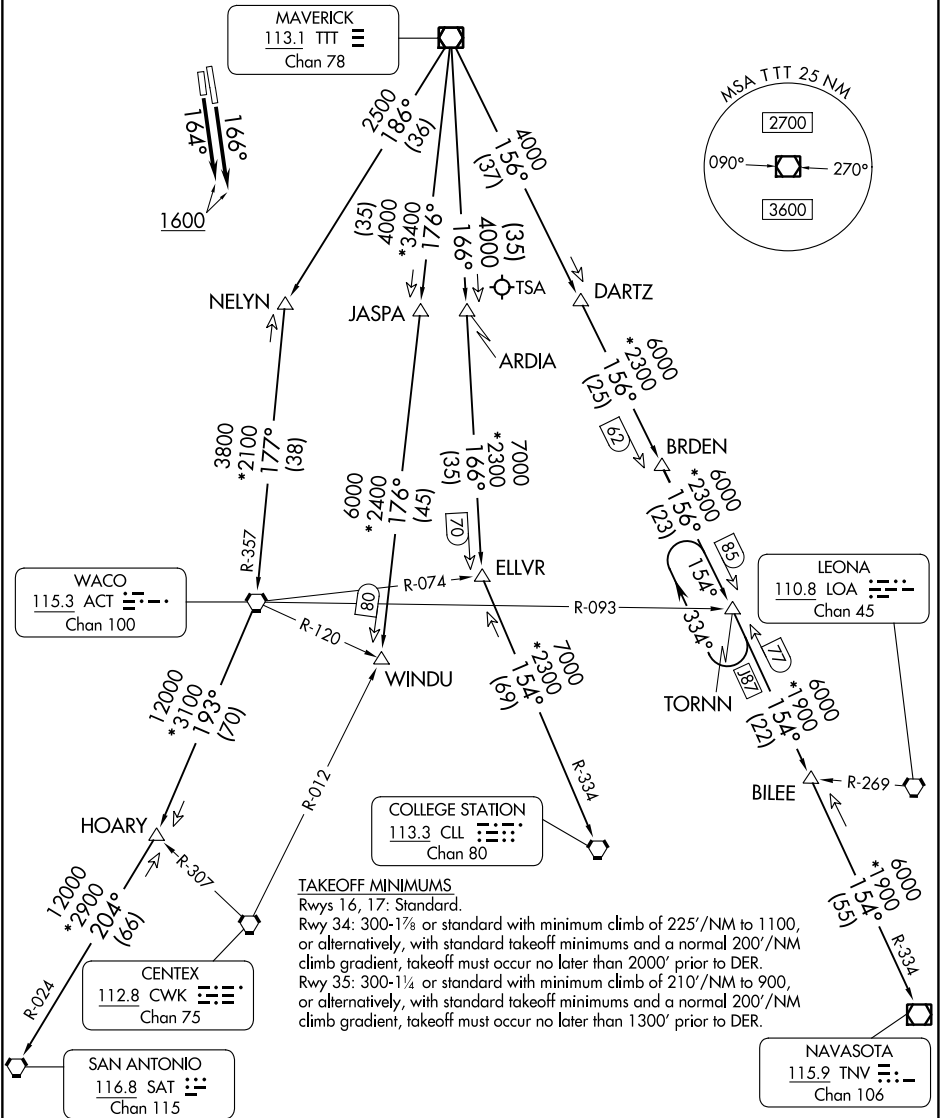 MAVERICK
113.1 TTT
Chan 78
164°
166°
1600
2500
186°
(36)
(35)
4000
*3400
176°
166°
4000
(35)
4000
156°
(37)
MSA TTT 25 NM
2700
090°
270°
3600
TSA
NELYN
JASPA
ARDIA
DARTZ
6000
*2300
156°
(25)
62
BRDEN
3800
*2100
177°
(38)
6000
*2400
176°
(45)
7000
*2300
166°
(35)
70
6000
*2300
156°
(23)
85
R-357
WACO
115.3 ACT
Chan 100
R-074
ELLVR
80
R-093
R-120
WINDU
154°
334°
J87
77
TORNN
LEONA
110.8 LOA
Chan 45
12000
*3100
193°
(70)
7000
*2300
154°
(69)
6000
*1900
154°
(22)
R-012
R-334
BILEE
R-269
HOARY
R-307
COLLEGE STATION
113.3 CLL
Chan 80
12000
*2900
204°
(66)
R-024
6000
*1900
154°
(55)
R-334
TAKEOFF MINIMUMS
Rwys 16, 17: Standard.
Rwy 34: 300-1⅞ or standard with minimum climb of 225'/NM to 1100,
or alternatively, with standard takeoff minimums and a normal 200'/NM
climb gradient, takeoff must occur no later than 2000' prior to DER.
Rwy 35: 300-1¼ or standard with minimum climb of 210'/NM to 900,
or alternatively, with standard takeoff minimums and a normal 200'/NM
climb gradient, takeoff must occur no later than 1300' prior to DER.
CENTEX
112.8 CWK
Chan 75
SAN ANTONIO
116.8 SAT
Chan 115
NAVASOTA
115.9 TNV
Chan 106